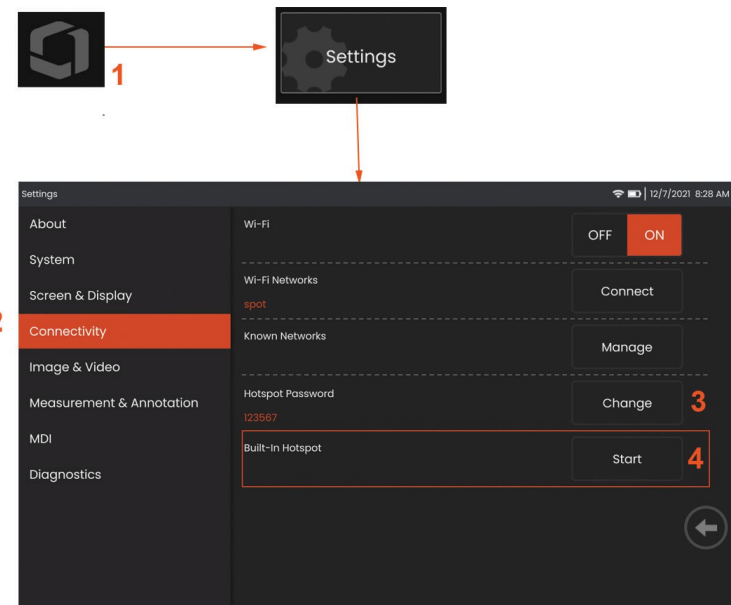 1
Settings
Settings
12/7/2021 8:28 AM
About
System
Screen & Display
2
Connectivity
Image & Video
Measurement & Annotation
MDI
Diagnostics
Wi-Fi
OFF ON
Wi-Fi Networks
spot
Connect
Known Networks
Manage
Hotspot Password
123567
Change
3
Built-In Hotspot
Start
4